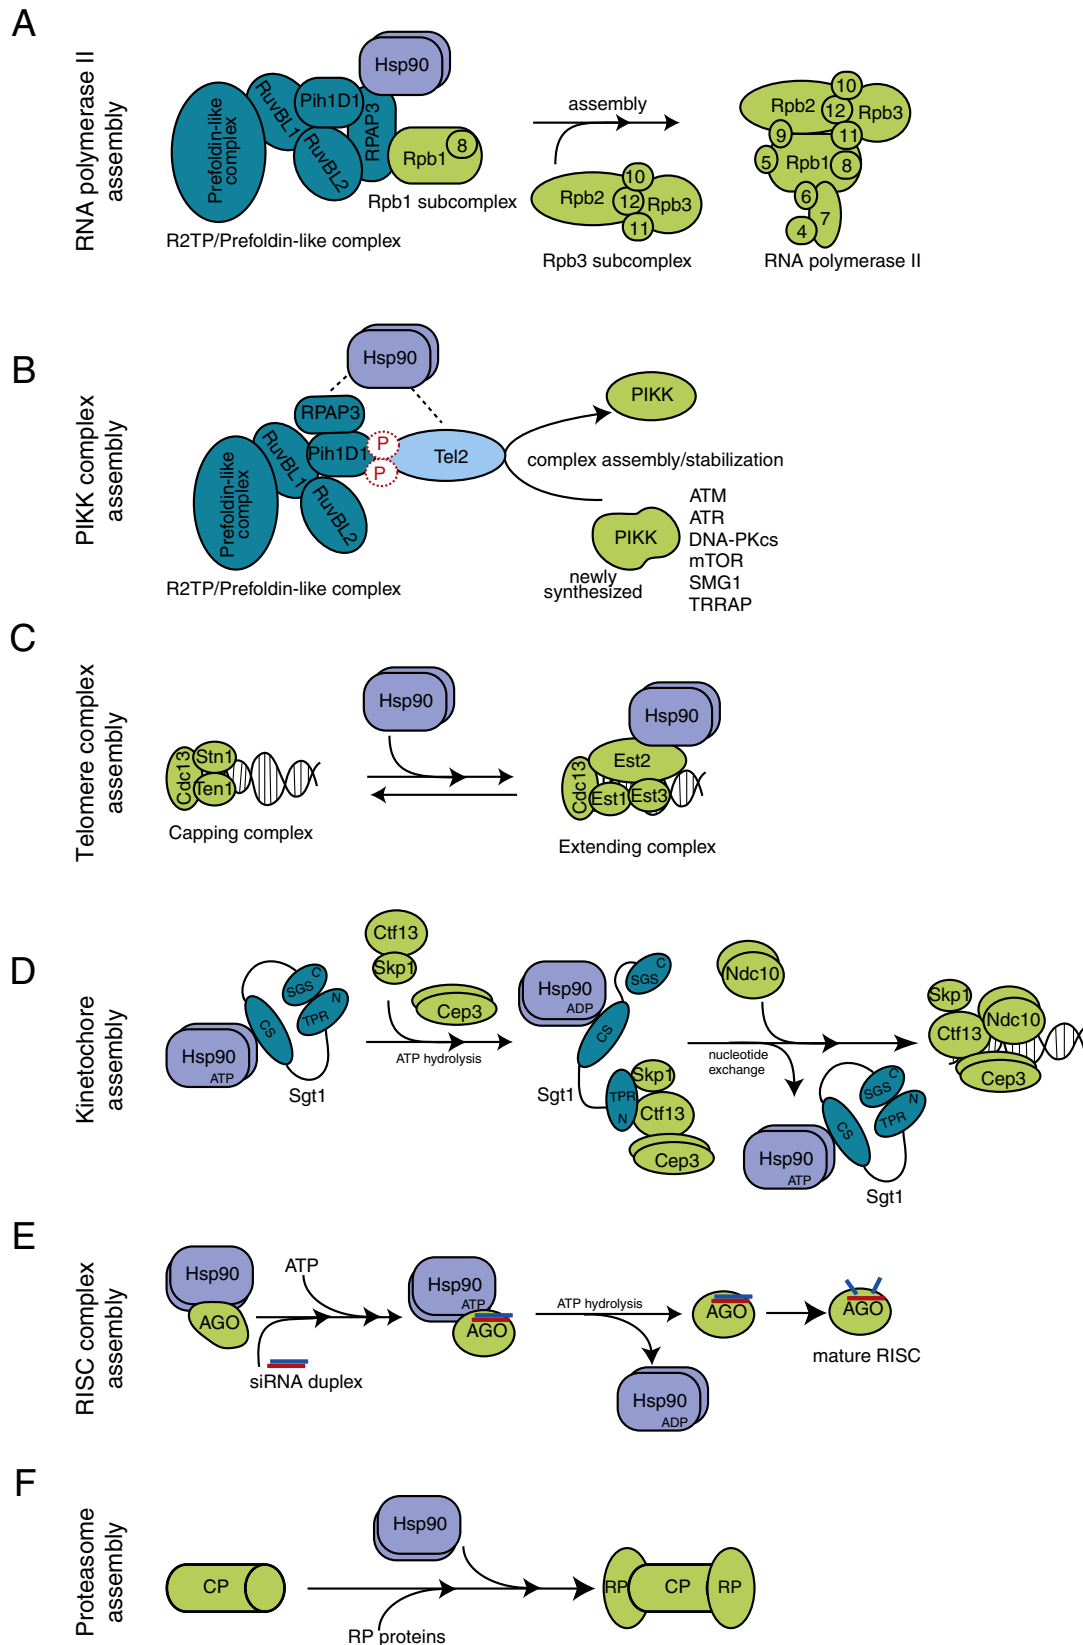 A
RNA polymerase II
assembly
Prefoldin-like
complex
RuvBL1
Pih1D1
RuvBL2
RPAP3
Hsp90
Rpb1
8
Rpb1 subcomplex
R2TP/Prefoldin-like complex
assembly
Rpb2
10
12
Rpb3
11
Rpb3 subcomplex
10
Rpb2
12
Rpb3
9
11
5
Rpb1
8
6
7
4
RNA polymerase II
B
PIKK complex
assembly
Hsp90
RPAP3
Prefoldin-like
complex
RuvBL1
Pih1D1
RuvBL2
P
P
Tel2
R2TP/Prefoldin-like complex
PIKK
complex assembly/stabilization
PIKK
newly
synthesized
ATM
ATR
DNA-PKcs
mTOR
SMG1
TRRAP
C
Telomere complex
assembly
Cdc13
Stn1
Ten1
Capping complex
Hsp90
Hsp90
Est2
Cdc13
Est1
Est3
Extending complex
D
Kinetochore
assembly
Hsp90
ATP
CS
SGS
C
TPR
N
Sgt1
Ctf13
Skp1
Cep3
ATP hydrolysis
Hsp90
ADP
SGS
C
CS
Sgt1
TPR
N
Skp1
Ctf13
Cep3
Ndc10
nucleotide
exchange
Hsp90
ATP
CS
SGS
C
TPR
N
Sgt1
Skp1
Ctf13
Ndc10
Cep3
E
RISC complex
assembly
Hsp90
AGO
ATP
siRNA duplex
Hsp90
ATP
AGO
ATP hydrolysis
Hsp90
ADP
AGO
AGO
mature RISC
F
Proteasome
assembly
CP
Hsp90
RP proteins
RP
CP
RP